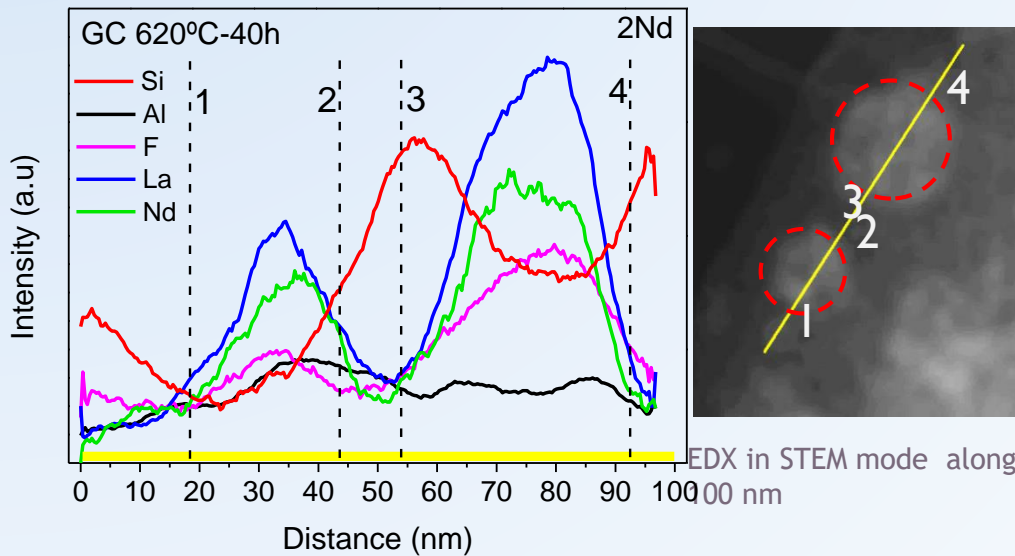 GC 620ºC-40h
2Nd
Si
Al
F
La
Nd
1
2
3
4
Intensity (a.u)
0 10 20 30 40 50 60 70 80 90 100
Distance (nm)
4
3
2
1
EDX in STEM mode along
100 nm